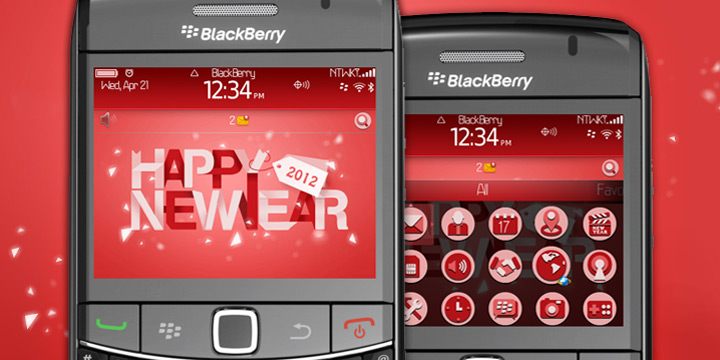 BlackBerry
BlackBerry
NTWKT
Wed, Apr 21
12:34 PM
2
HAPPY
2012
NEW YEAR
BlackBerry
BlackBerry
NTWKT
12:34 PM
2
All
Favo
17
NEW
YEAR
#